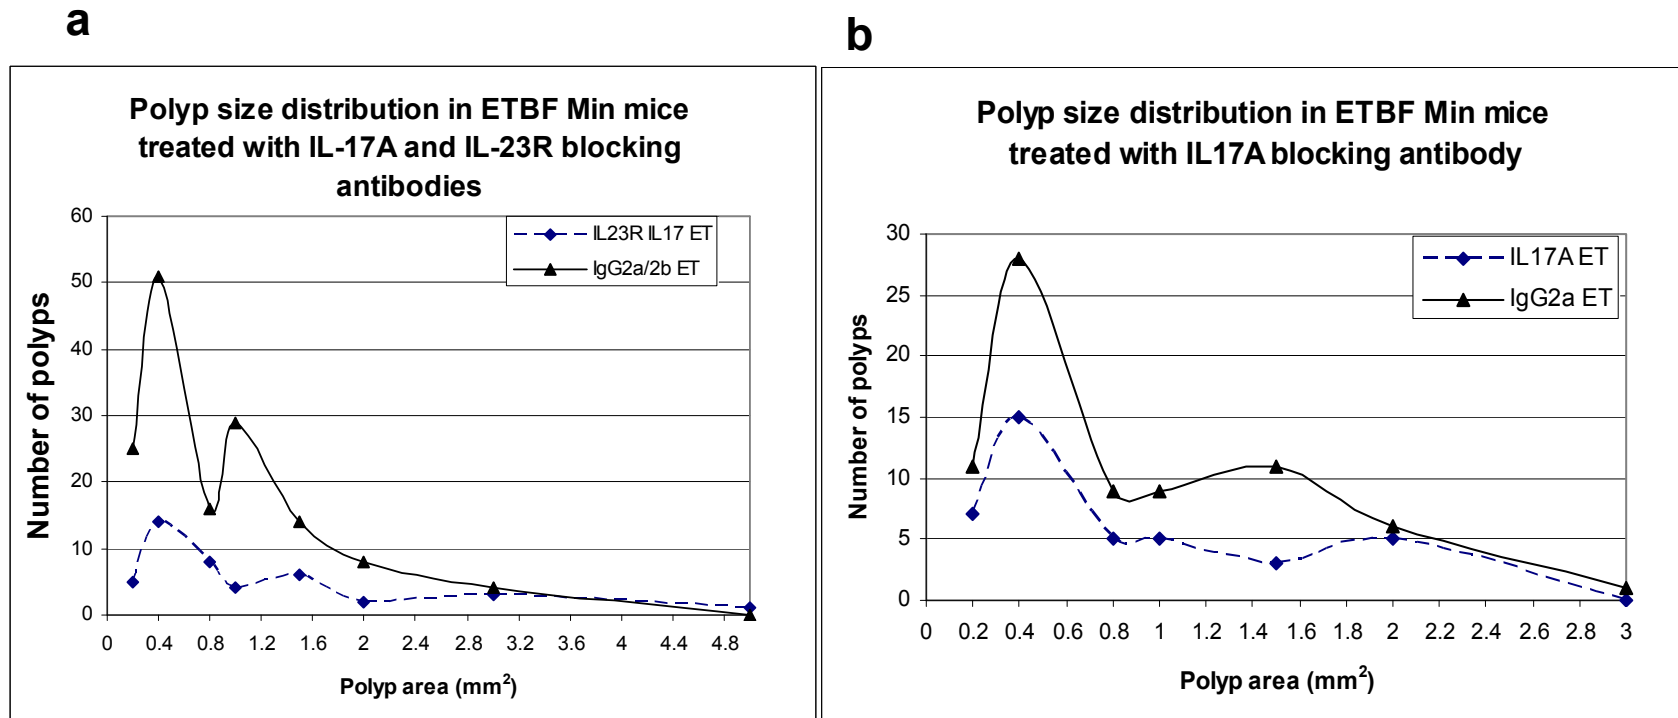 a
Polyp size distribution in ETBF Min mice
treated with IL-17A and IL-23R blocking
antibodies
IL23R IL17 ET
IgG2a/2b ET
Number of polyps
60
50
40
30
20
10
0
0 0.4 0.8 1.2 1.6 2 2.4 2.8 3.2 3.6 4 4.4 4.8
Polyp area (mm²)
b
Polyp size distribution in ETBF Min mice
treated with IL17A blocking antibody
IL17A ET
IgG2a ET
Number of polyps
30
25
20
15
10
5
0
0 0.2 0.4 0.6 0.8 1 1.2 1.4 1.6 1.8 2 2.2 2.4 2.6 2.8 3
Polyp area (mm²)